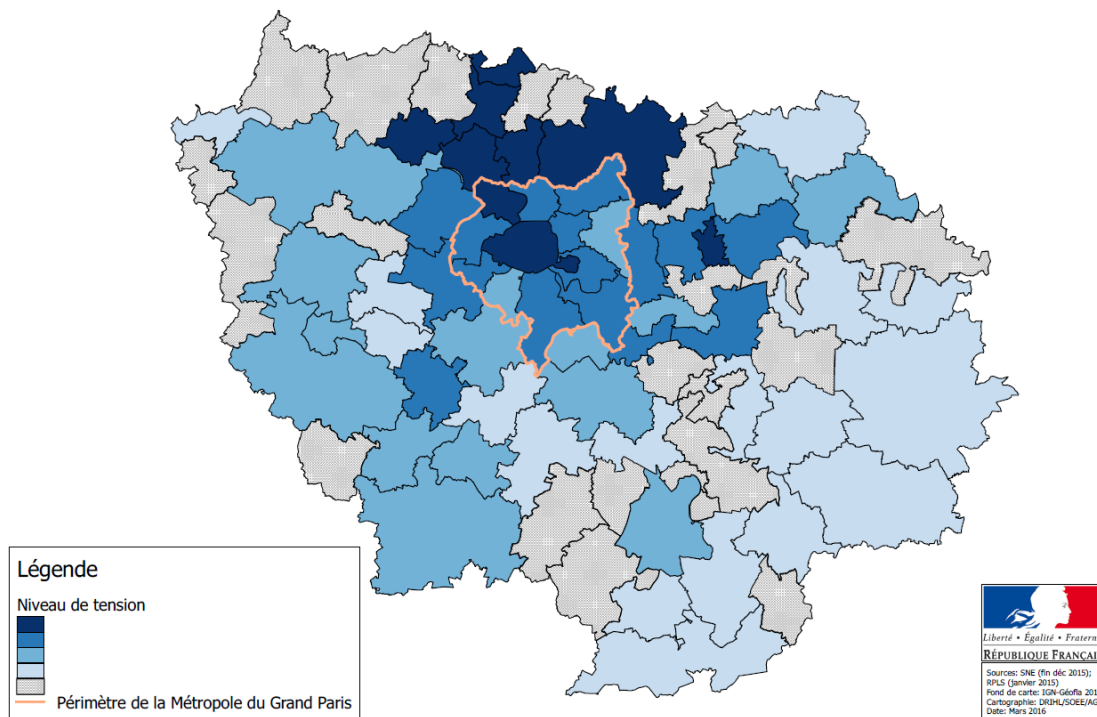 Légende
Niveau de tension
Périmètre de la Métropole du Grand Paris
Liberté • Égalité • Fratern
RÉPUBLIQUE FRANÇAI
Sources: SNE (fin déc 2015);
RPLS (janvier 2015)
Fond de carte: IGN-Géofla 201
Cartographie: DRIHL/SOEE/AG
Date: Mars 2016